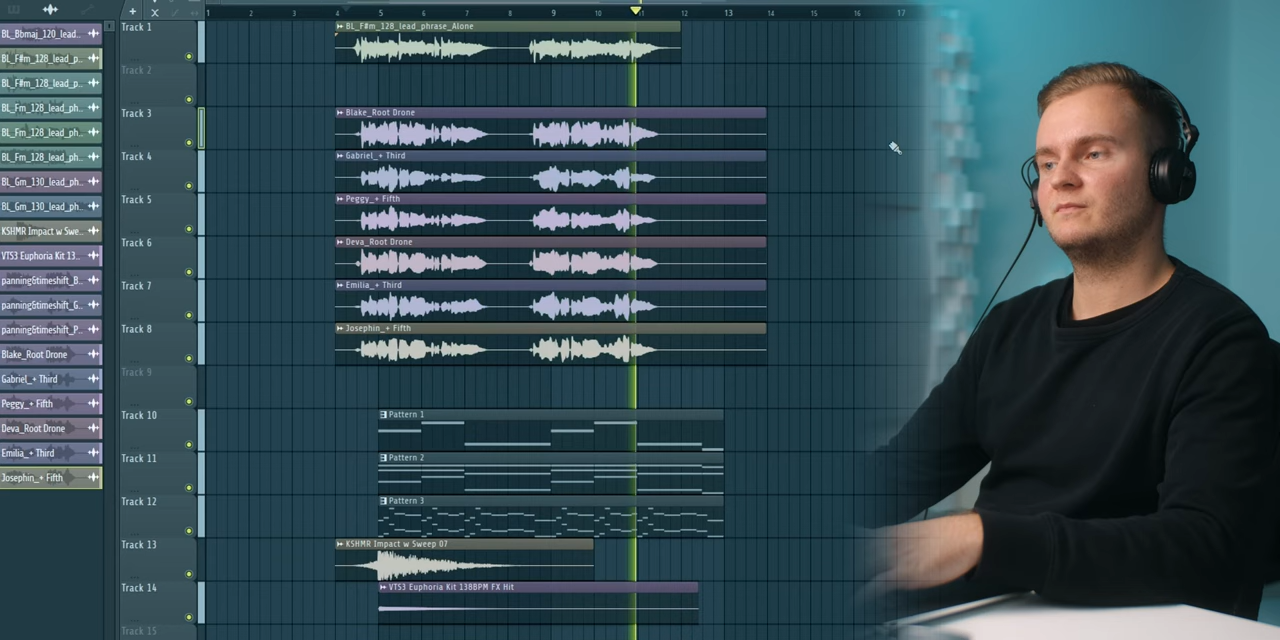 1 2 3 4 5 6 7 8 9 10 11 12 13 14 15 16 17
BL_Bbmaj_120_lead..
BL_F#m_128_lead_p..
BL_F#m_128_lead_p..
BL_Fm_128_lead_ph..
BL_Fm_128_lead_ph..
BL_Fm_128_lead_ph..
BL_Gm_130_lead_ph..
BL_Gm_130_lead_ph..
KSHMR Impact w Swe..
VTS3 Euphoria Kit 13..
panning&timeshift_B..
panning&timeshift_G..
panning&timeshift_P..
Blake_Root Drone
Gabriel_+ Third
Peggy_+ Fifth
Deva_Root Drone
Emilia_+ Third
Josephin_+ Fifth
Track 1
BL_F#m_128_lead_phrase_Alone
Track 2
Track 3
Blake_Root Drone
Track 4
Gabriel_+ Third
Track 5
Peggy_+ Fifth
Track 6
Deva_Root Drone
Track 7
Emilia_+ Third
Track 8
Josephin_+ Fifth
Track 9
Track 10
Pattern 1
Track 11
Pattern 2
Track 12
Pattern 3
Track 13
KSHMR Impact w Sweep 07
Track 14
VTS3 Euphoria Kit 138BPM FX Hit
Track 15